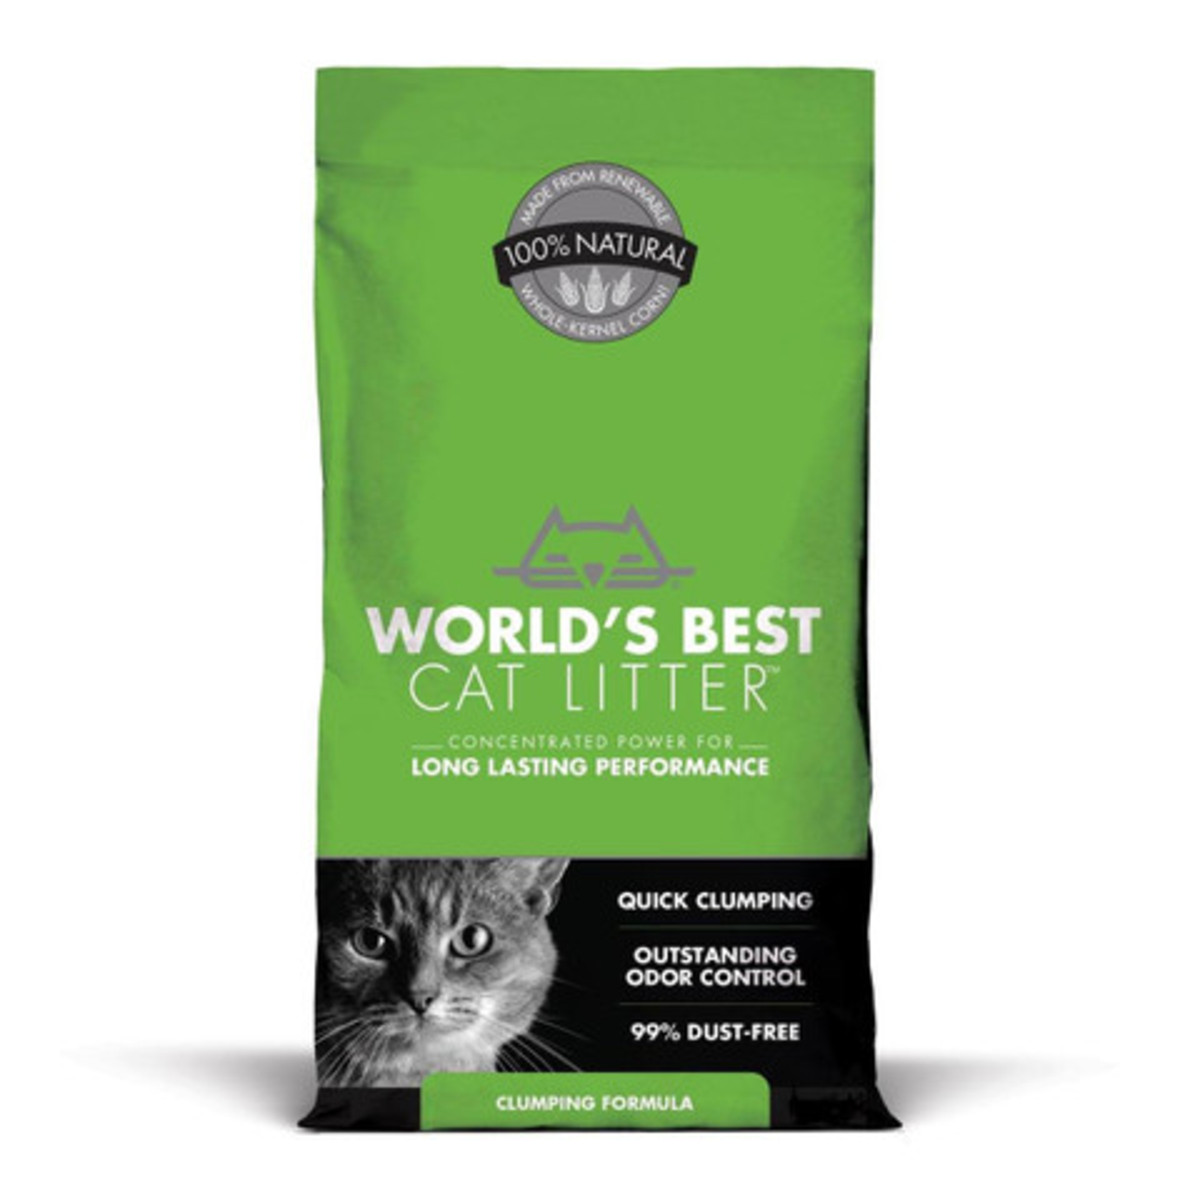 MADE FROM RENEWABLE
100% NATURAL
WHOLE-KERNEL CORN!
WORLD'S BEST
CAT LITTER™
CONCENTRATED POWER FOR
LONG LASTING PERFORMANCE
QUICK CLUMPING
OUTSTANDING
ODOR CONTROL
99% DUST-FREE
CLUMPING FORMULA